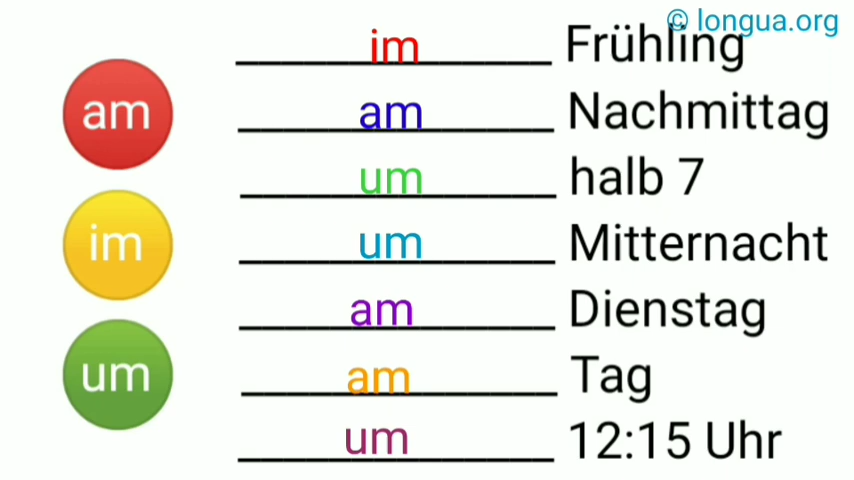 © longua.org
im Frühling
am
am Nachmittag
um halb 7
im
um Mitternacht
am Dienstag
um
am Tag
um 12:15 Uhr